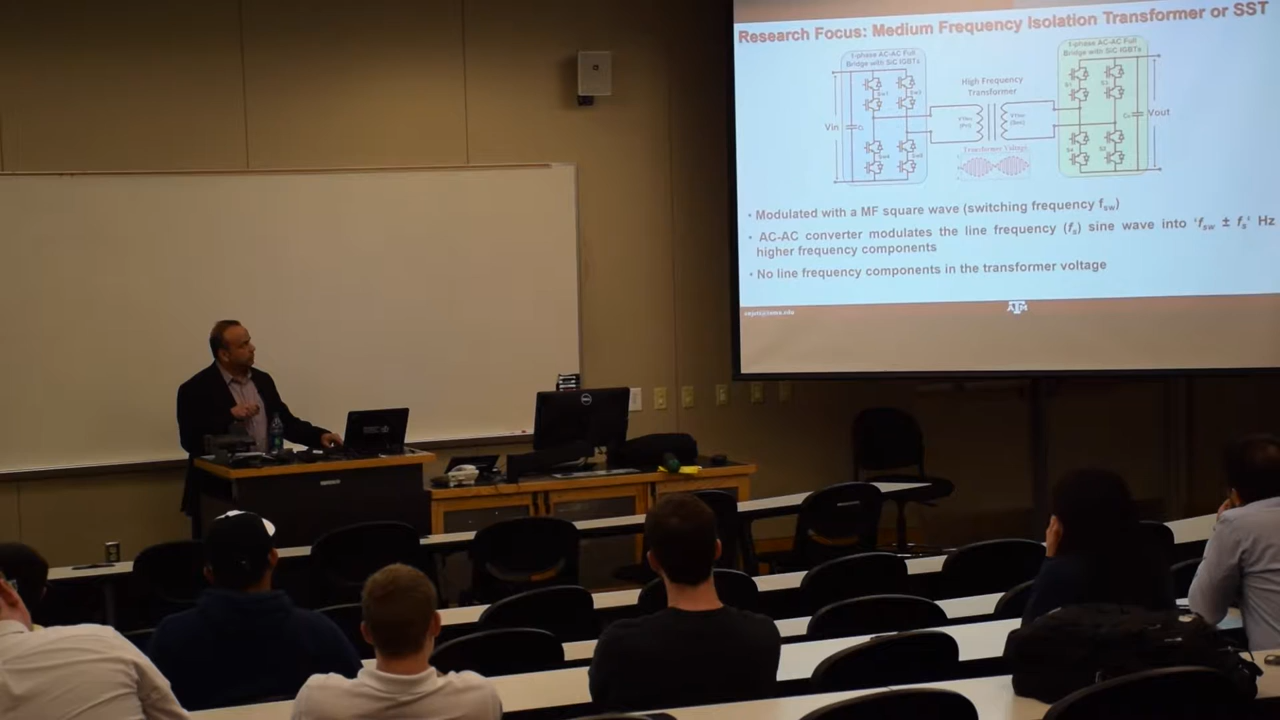 Research Focus: Medium Frequency Isolation Transformer or SST
1-phase AC-AC Full
Bridge with SiC IGBTs
1-phase AC-AC Full
Bridge with SiC IGBTs
High Frequency
Transformer
Vin
Vout
Transformer Voltage
• Modulated with a MF square wave (switching frequency fsw)
• AC-AC converter modulates the line frequency (fs) sine wave into 'fsw ± fs' Hz
higher frequency components
• No line frequency components in the transformer voltage
ATM
DELL